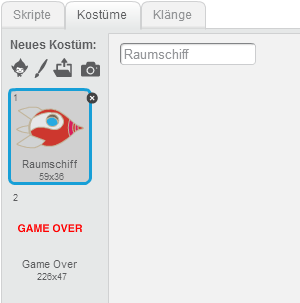 Skripte Kostüme Klänge
Neues Kostüm:
Raumschiff
1
Raumschiff
59x36
2
GAME OVER
Game Over
226x47